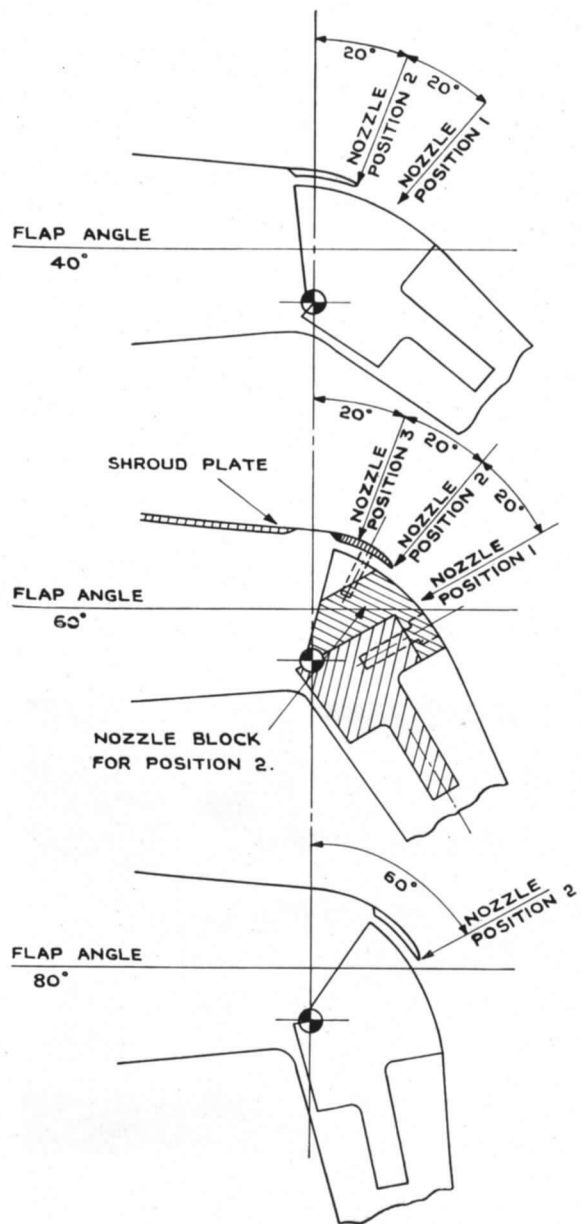 20°
20°
NOZZLE
POSITION 2
NOZZLE
POSITION 1
FLAP ANGLE
40°
20°
20°
20°
NOZZLE
POSITION 3
NOZZLE
POSITION 2
NOZZLE
POSITION 1
SHROUD PLATE
FLAP ANGLE
60°
NOZZLE BLOCK
FOR POSITION 2.
60°
NOZZLE
POSITION 2
FLAP ANGLE
80°